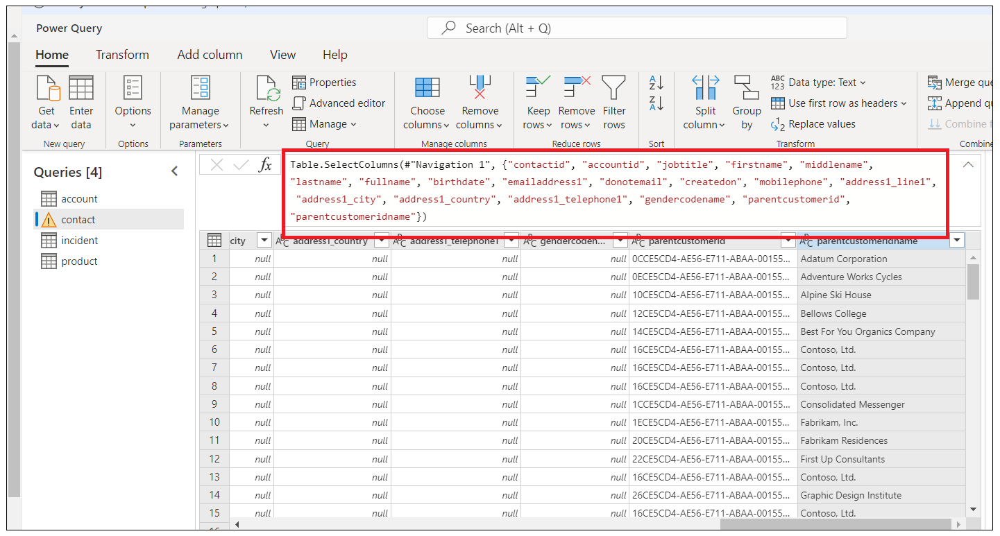 Power Query
Search (Alt + Q)
Home Transform Add column View Help
Get data
Enter data
New query
Options
Options
Manage parameters
Parameters
Refresh
Properties
Advanced editor
Manage
Query
Choose columns
Remove columns
Manage columns
Keep rows
Remove rows
Filter rows
Reduce rows
A Z
Z A
Sort
Split column
Group by
ABC 123 Data type: Text
Use first row as headers
1 2 Replace values
Transform
Merge que
Append qu
Combine f
Combine
Queries [4]
account
contact
incident
product
fx
Table.SelectColumns(#"Navigation 1", {"contactid", "accountid", "jobtitle", "firstname", "middlename",
"lastname", "fullname", "birthdate", "emailaddress1", "donotemail", "createdon", "mobilephone", "address1_line1",
"address1_city", "address1_country", "address1_telephone1", "gendercodename", "parentcustomerid",
"parentcustomeridname"})
_city ABC address1_country ABC address1_telephone1 ABC gendercoden... ABC parentcustomerid ABC parentcustomeridname
1 null null null null 0CCE5CD4-AE56-E711-ABAA-00155... Adatum Corporation
2 null null null null 0ECE5CD4-AE56-E711-ABAA-00155... Adventure Works Cycles
3 null null null null 10CE5CD4-AE56-E711-ABAA-00155... Alpine Ski House
4 null null null null 12CE5CD4-AE56-E711-ABAA-00155... Bellows College
5 null null null null 14CE5CD4-AE56-E711-ABAA-00155... Best For You Organics Company
6 null null null null 16CE5CD4-AE56-E711-ABAA-00155... Contoso, Ltd.
7 null null null null 16CE5CD4-AE56-E711-ABAA-00155... Contoso, Ltd.
8 null null null null 16CE5CD4-AE56-E711-ABAA-00155... Contoso, Ltd.
9 null null null null 1CCE5CD4-AE56-E711-ABAA-00155... Consolidated Messenger
10 null null null null 1ECE5CD4-AE56-E711-ABAA-00155... Fabrikam, Inc.
11 null null null null 20CE5CD4-AE56-E711-ABAA-00155... Fabrikam Residences
12 null null null null 22CE5CD4-AE56-E711-ABAA-00155... First Up Consultants
13 null null null null 16CE5CD4-AE56-E711-ABAA-00155... Contoso, Ltd.
14 null null null null 26CE5CD4-AE56-E711-ABAA-00155... Graphic Design Institute
15 null null null null 16CE5CD4-AE56-E711-ABAA-00155... Contoso, Ltd.